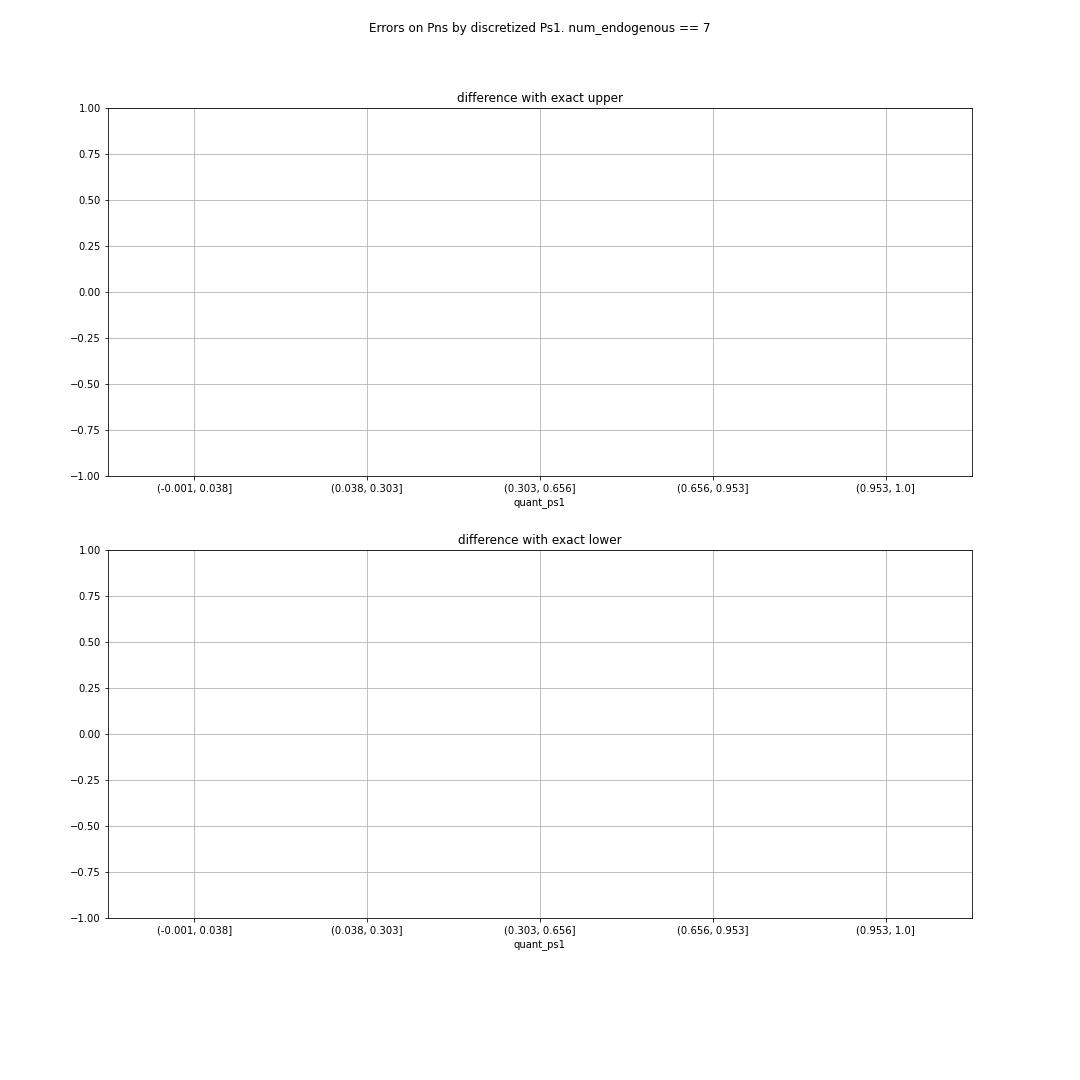 Errors on Pns by discretized Ps1. num_endogenous == 7
difference with exact upper
1.00
0.75
0.50
0.25
0.00
−0.25
−0.50
−0.75
−1.00
(-0.001, 0.038] (0.038, 0.303] (0.303, 0.656] (0.656, 0.953] (0.953, 1.0]
quant_ps1
difference with exact lower
1.00
0.75
0.50
0.25
0.00
−0.25
−0.50
−0.75
−1.00
(-0.001, 0.038] (0.038, 0.303] (0.303, 0.656] (0.656, 0.953] (0.953, 1.0]
quant_ps1